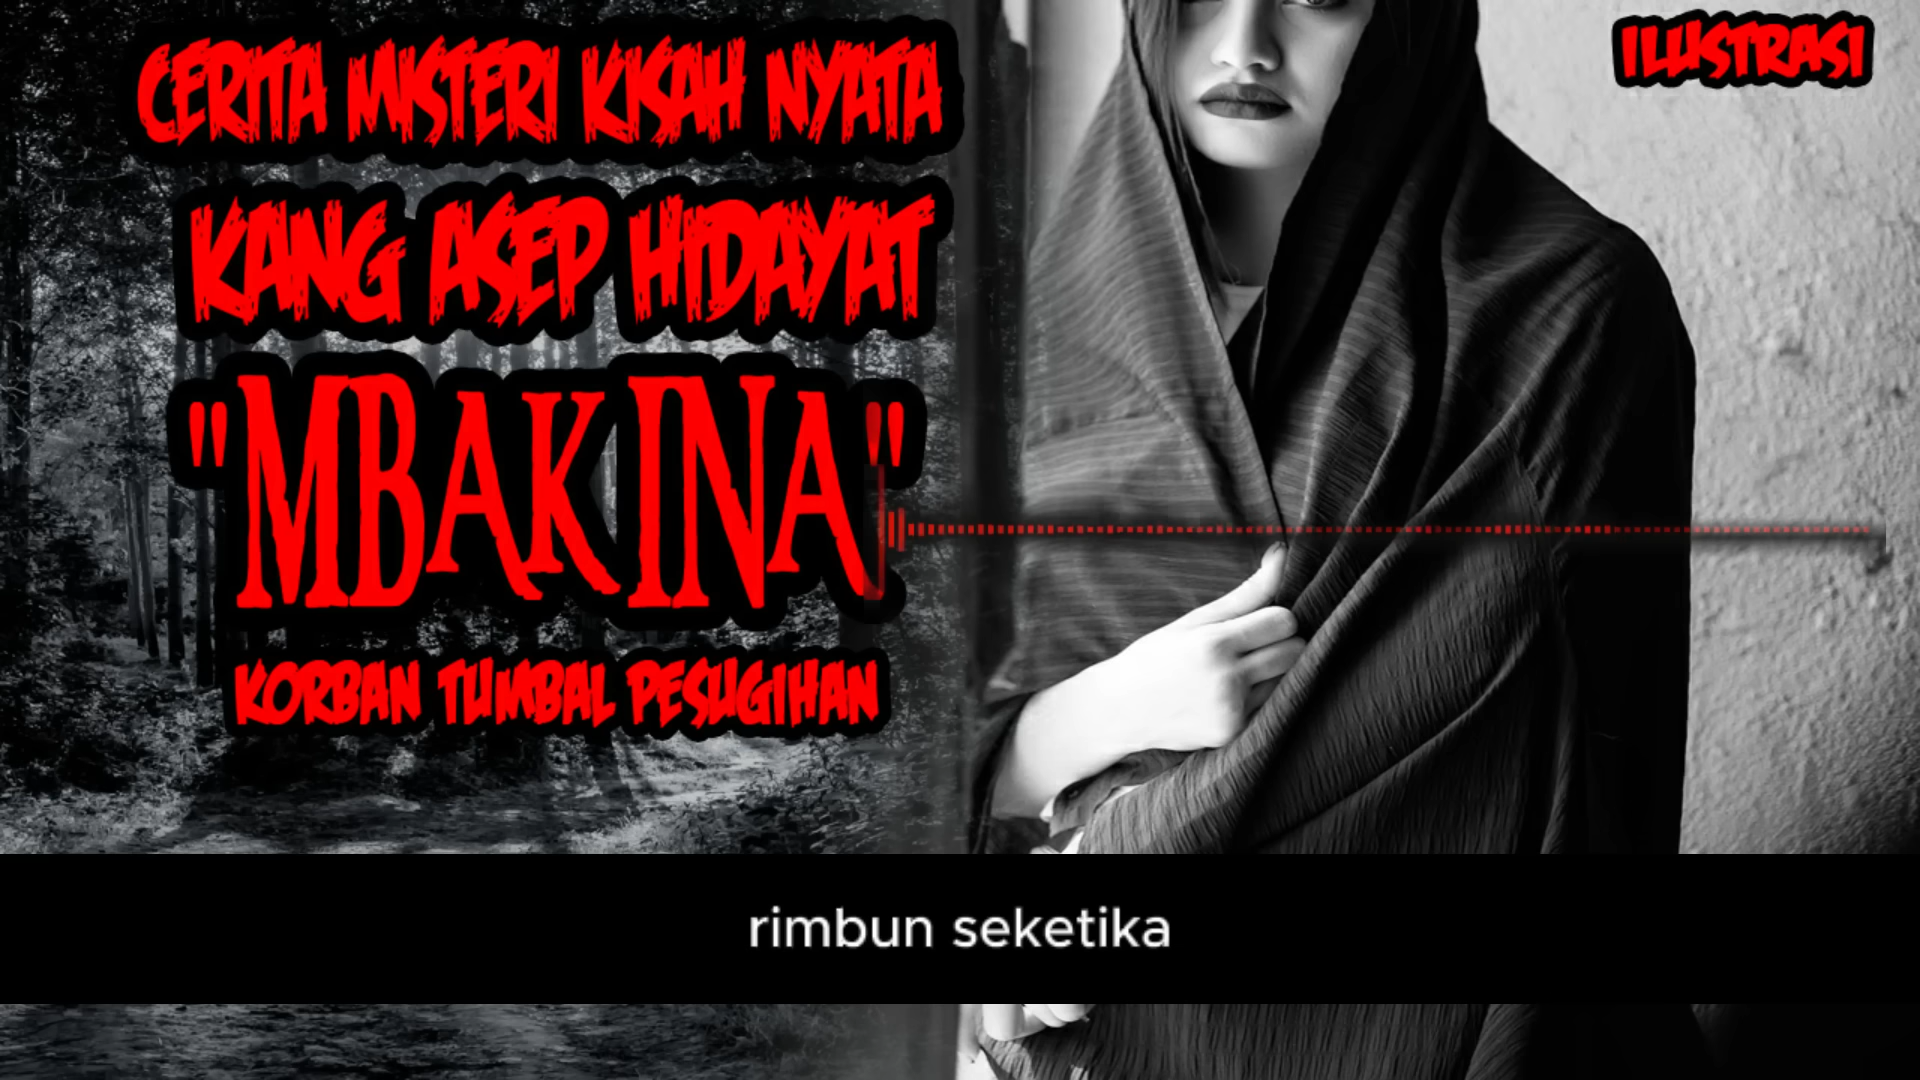 CERITA MISTERI KISAH NYATA
ILUSTRASI
KANG ASEP HIDAYAT
"MBAK INA"
KORBAN TUMBAL PESUGIHAN
rimbun seketika